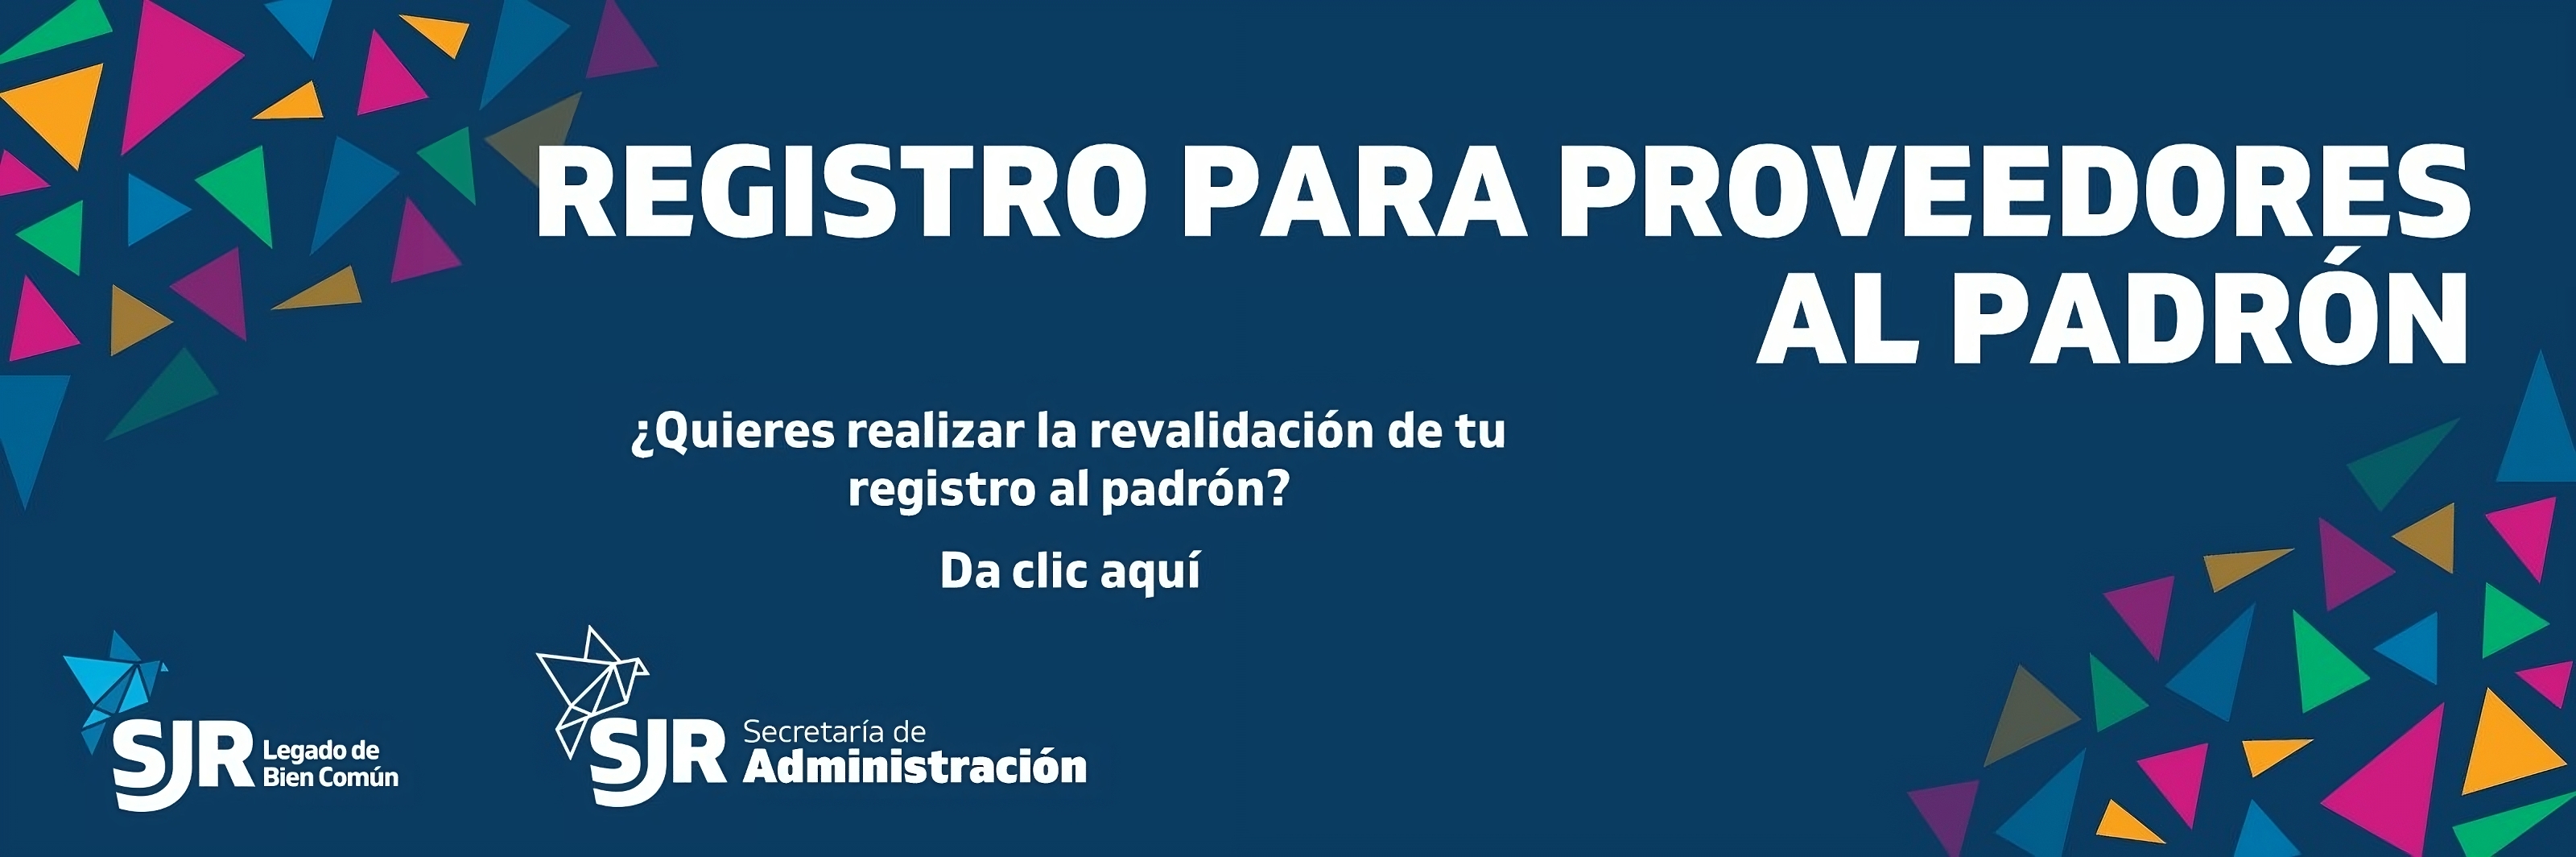 REGISTRO PARA PROVEEDORES
AL PADRÓN
¿Quieres realizar la revalidación de tu
registro al padrón?
Da clic aquí
SJR Legado de
Bien Común
SJR Secretaría de
Administración